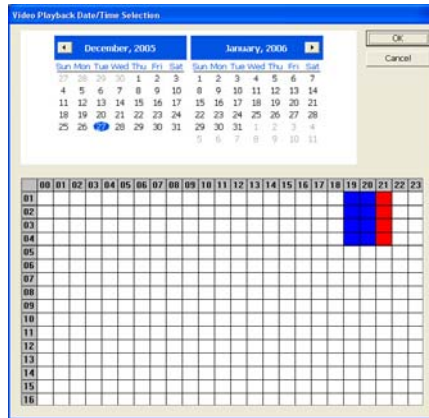 Video Playback Date/Time Selection
OK
Cancel
December, 2005
Sun Mon Tue Wed Thu Fri Sat
27 28 29 30 1 2 3
4 5 6 7 8 9 10
11 12 13 14 15 16 17
18 19 20 21 22 23 24
25 26 27 28 29 30 31
January, 2006
Sun Mon Tue Wed Thu Fri Sat
1 2 3 4 5 6 7
8 9 10 11 12 13 14
15 16 17 18 19 20 21
22 23 24 25 26 27 28
29 30 31 1 2 3 4
5 6 7 8 9 10 11
00 01 02 03 04 05 06 07 08 09 10 11 12 13 14 15 16 17 18 19 20 21 22 23
01
02
03
04
05
06
07
08
09
10
11
12
13
14
15
16